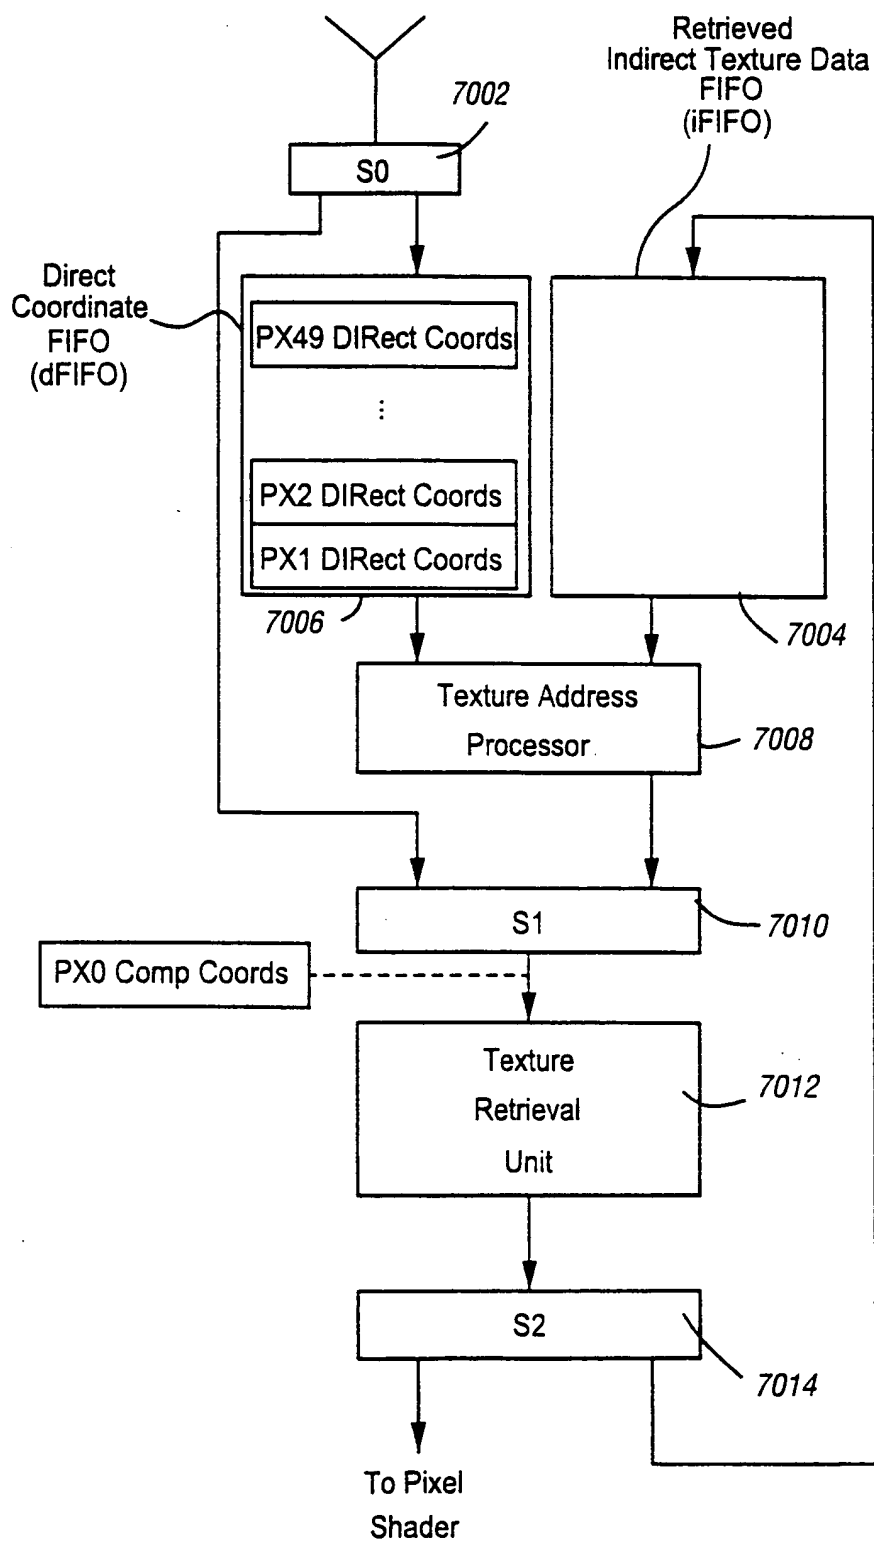 Retrieved
Indirect Texture Data
FIFO
(iFIFO)
7002
S0
Direct
Coordinate
FIFO
(dFIFO)
PX49 DIRect Coords
...
PX2 DIRect Coords
PX1 DIRect Coords
7006
7004
Texture Address
Processor
7008
S1
7010
PX0 Comp Coords
Texture
Retrieval
Unit
7012
S2
7014
To Pixel
Shader